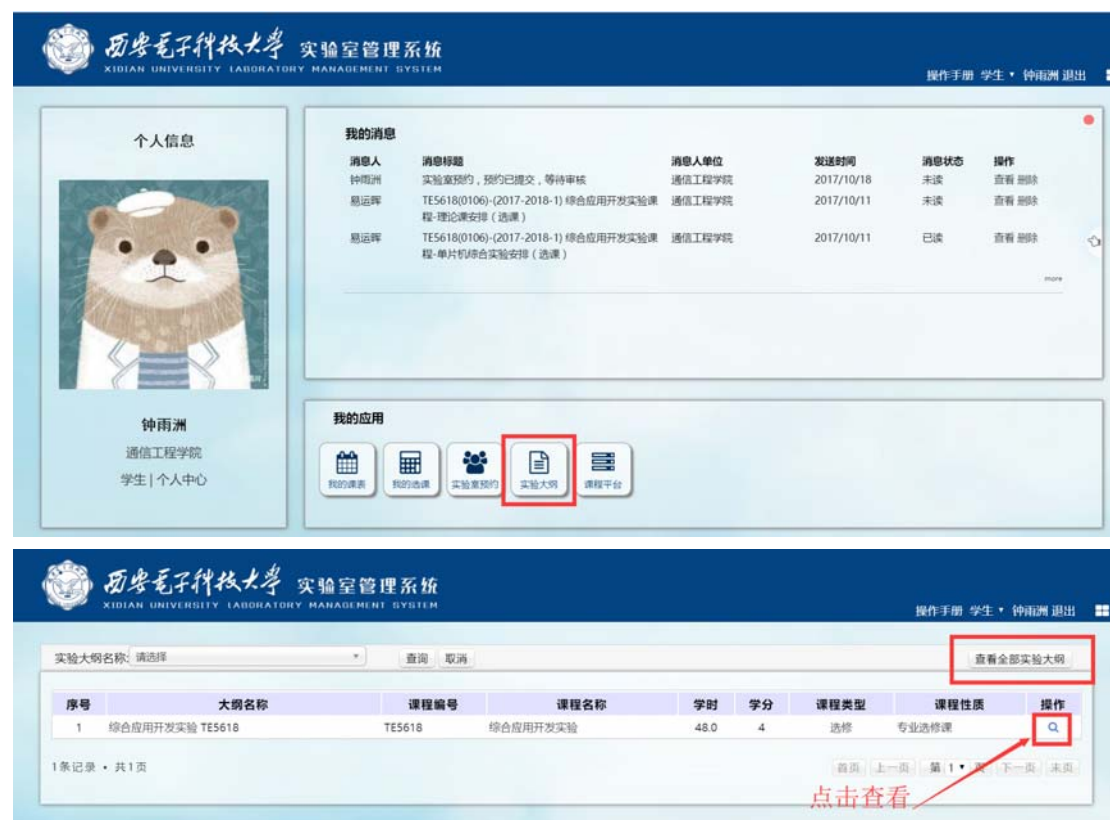 西安电子科技大学 实验室管理系统
XIDIAN UNIVERSITY LABORATORY MANAGEMENT SYSTEM
操作手册 学生 钟雨洲 退出
个人信息
钟雨洲
通信工程学院
学生 | 个人中心
我的消息
消息人 消息标题 消息人单位 发送时间 消息状态 操作
钟雨洲 实验室预约，预约已提交，等待审核 通信工程学院 2017/10/18 未读 查看 删除
易运晖 TE5618(0106)-(2017-2018-1) 综合应用开发实验课 通信工程学院 2017/10/11 未读 查看 删除
程-理论课安排（选课）
易运晖 TE5618(0106)-(2017-2018-1) 综合应用开发实验课 通信工程学院 2017/10/11 已读 查看 删除
程-单片机综合实验安排（选课）
more
我的应用
我的课表 我的选课 实验室预约 实验大纲 课程平台
西安电子科技大学 实验室管理系统
XIDIAN UNIVERSITY LABORATORY MANAGEMENT SYSTEM
操作手册 学生 钟雨洲 退出
实验大纲名称: 请选择 查询 取消 查看全部实验大纲
序号 大纲名称 课程编号 课程名称 学时 学分 课程类型 课程性质 操作
1 综合应用开发实验 TE5618 TE5618 综合应用开发实验 48.0 4 选修 专业选修课
1条记录 • 共1页 首页 上一页 第 1 页 下一页 末页
点击查看